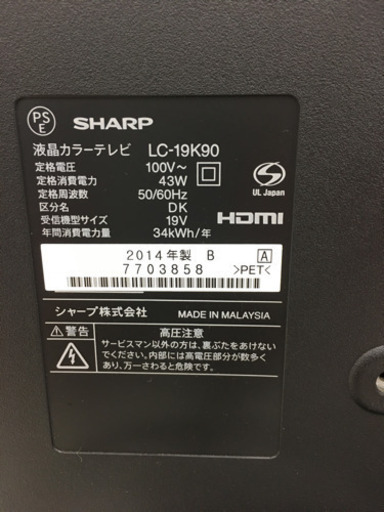 PS
E
SHARP
液晶カラーテレビ LC-19K90
定格電圧 100V～
定格消費電力 43W
定格周波数 50/60Hz
区分名 DK
受信機型サイズ 19V
年間消費電力量 34kWh/年
S
UL Japan
HDMI
2014年製 B
A
7703858
>PET<
シャープ株式会社 MADE IN MALAYSIA
警告
高圧注意
サービスマン以外の方は、裏ぶたをあけない
でください。内部には高電圧部分が数多く
あり、万一さわると危険です。